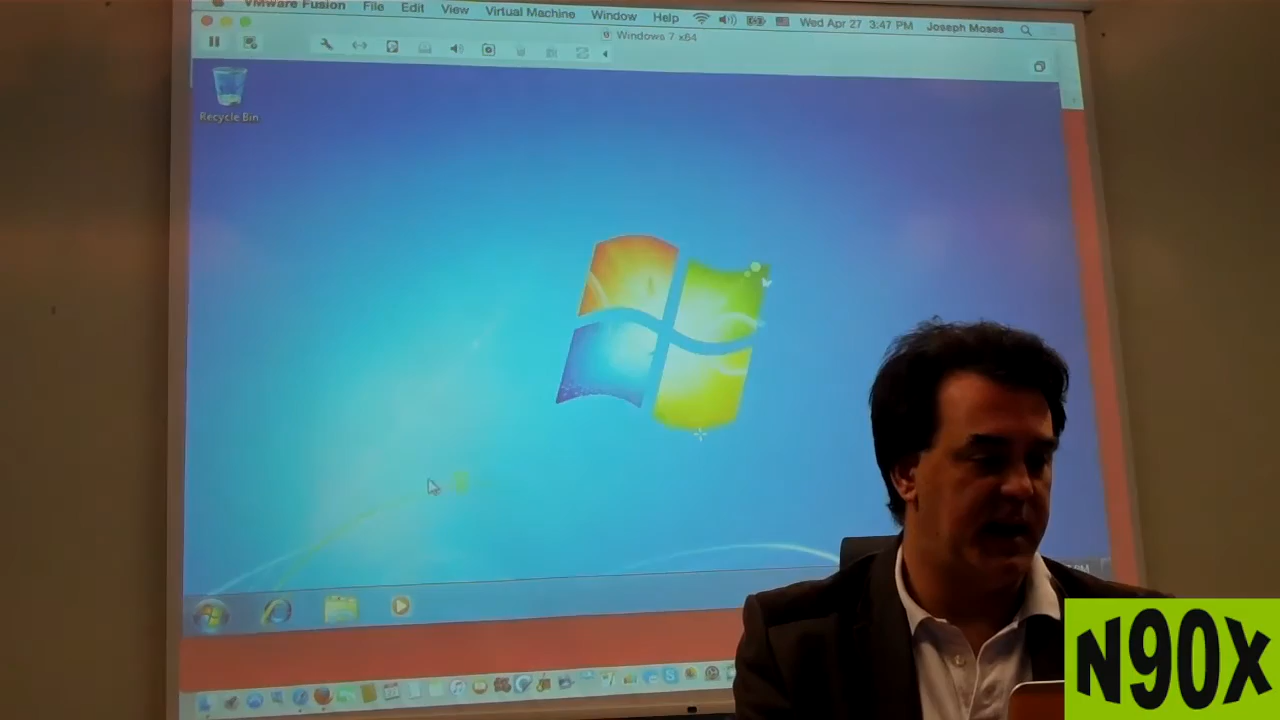 VMware Fusion File Edit View Virtual Machine Window Help Wed Apr 27 3:47 PM Joseph Moses
Windows 7 x64
Recycle Bin
N90X